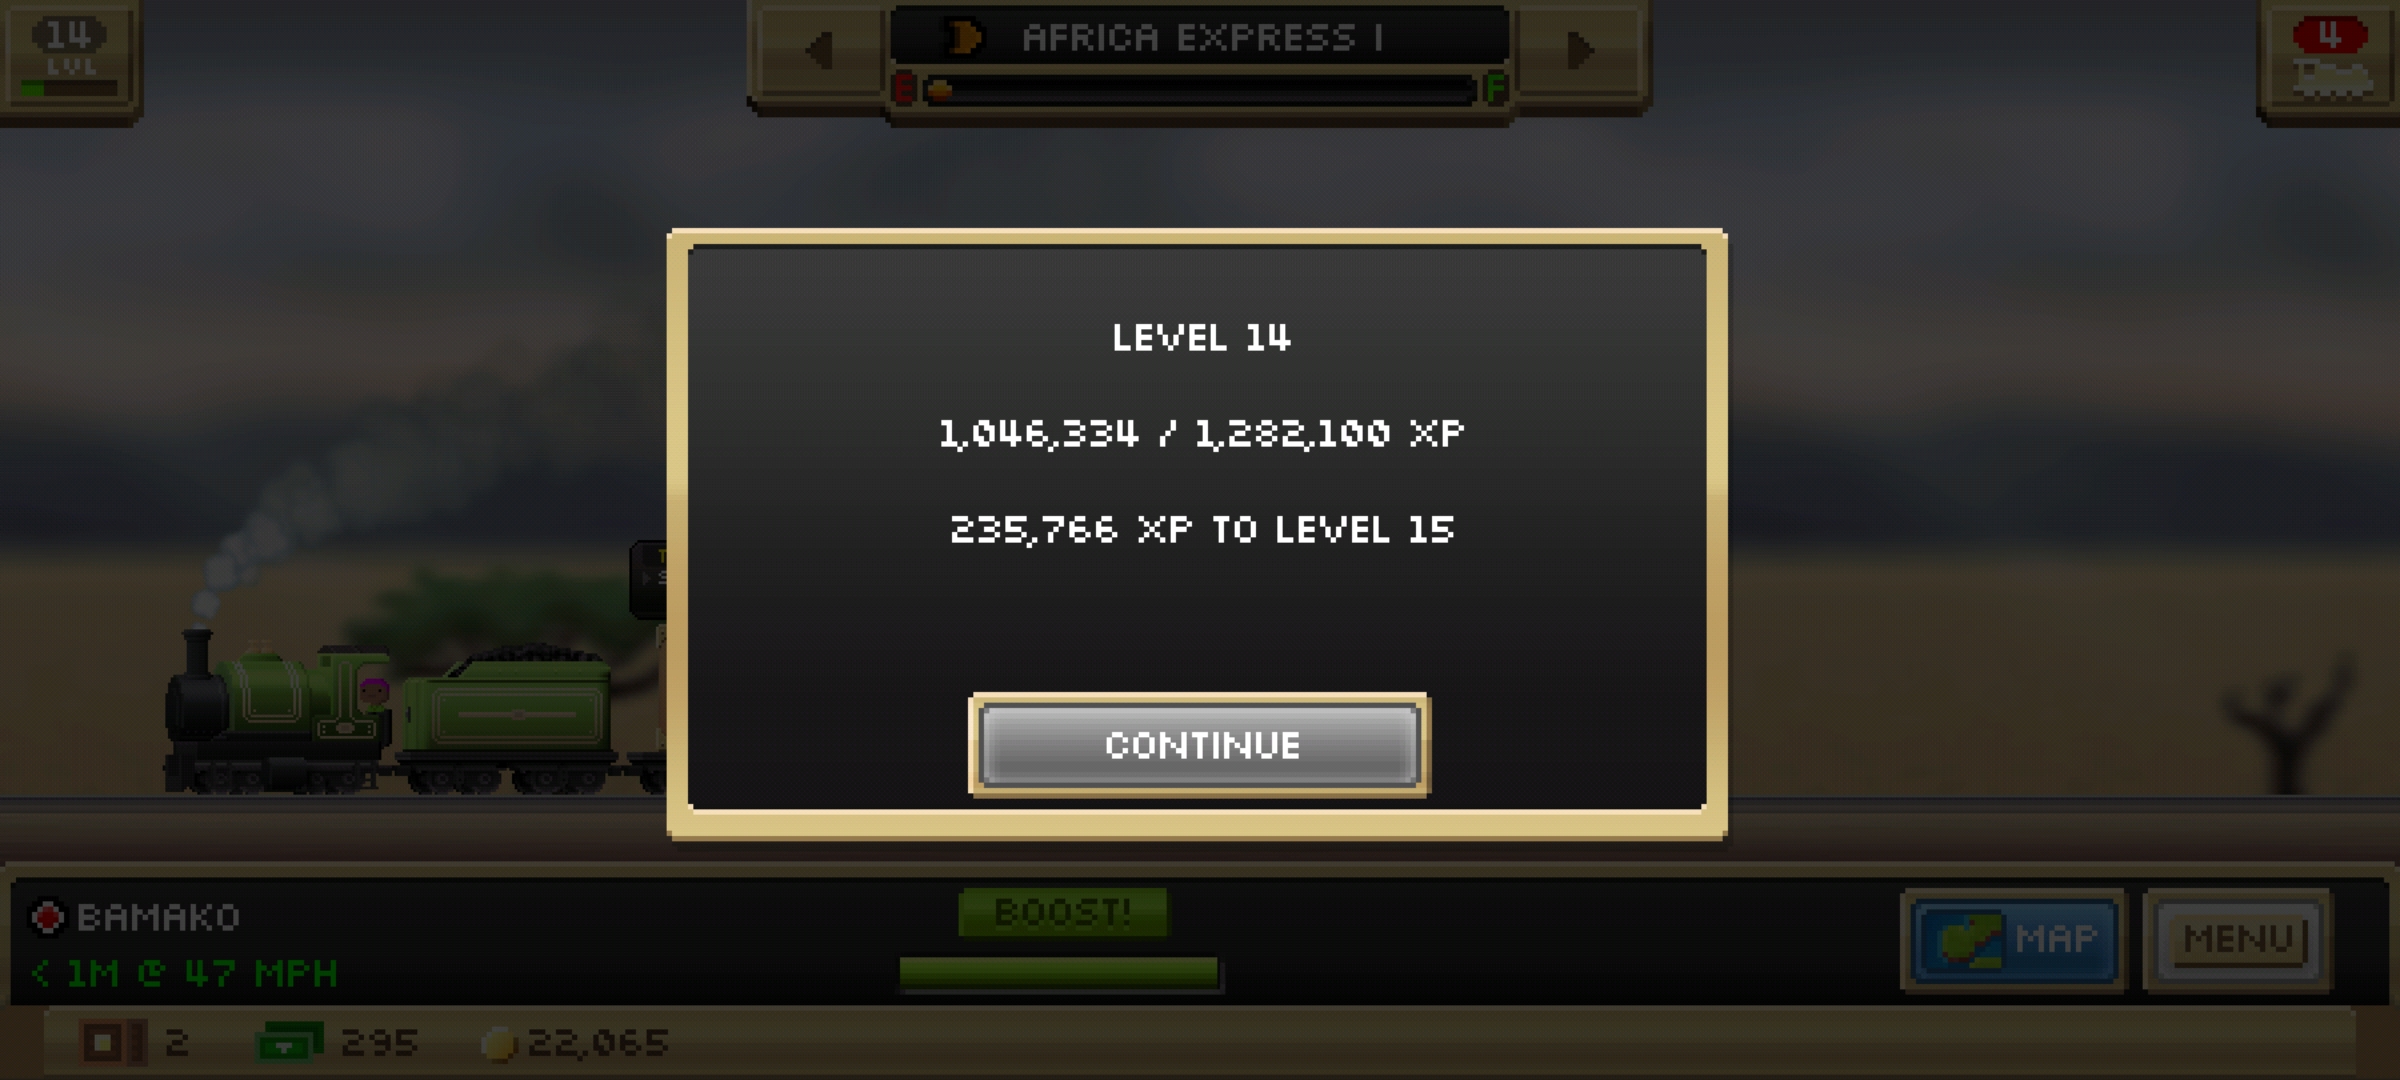 14
LVL
AFRICA EXPRESS I
E F
4
LEVEL 14
1,046,334 / 1,282,100 XP
235,766 XP TO LEVEL 15
CONTINUE
BAMAKO
< 1M @ 47 MPH
BOOST!
MAP
MENU
2 295 22,065